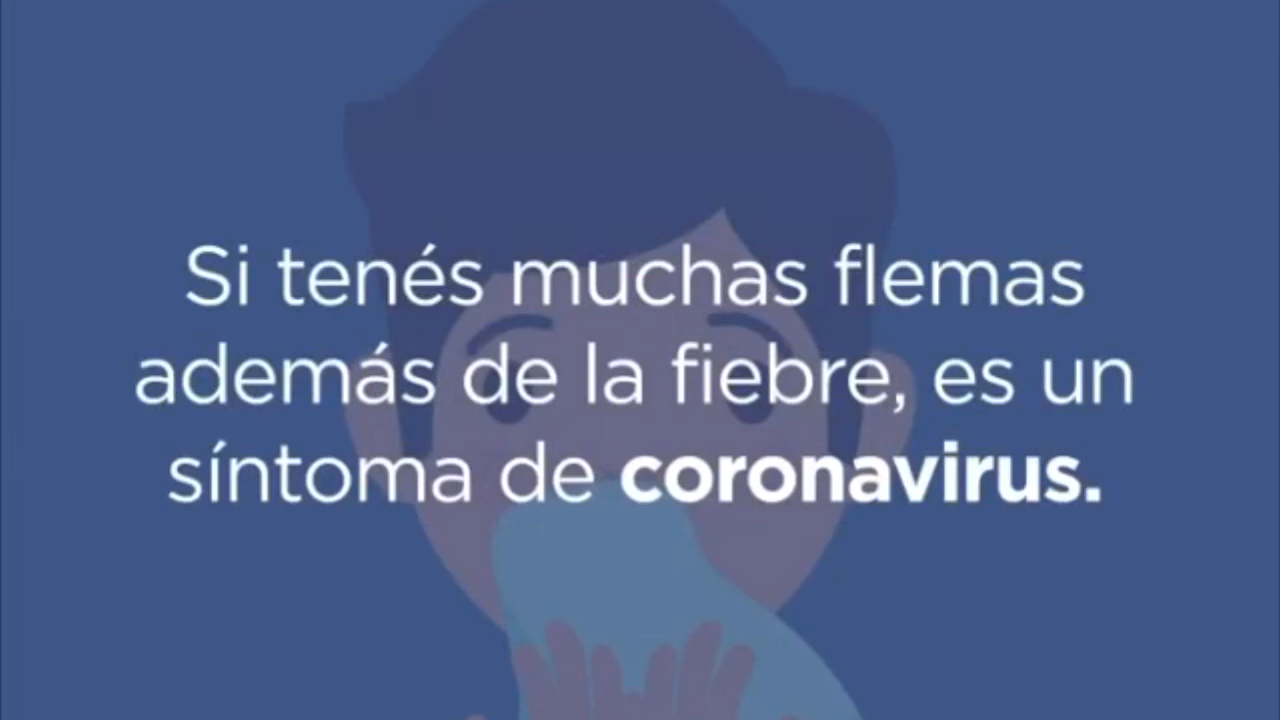 Si tenés muchas flemas
además de la fiebre, es un
síntoma de coronavirus.